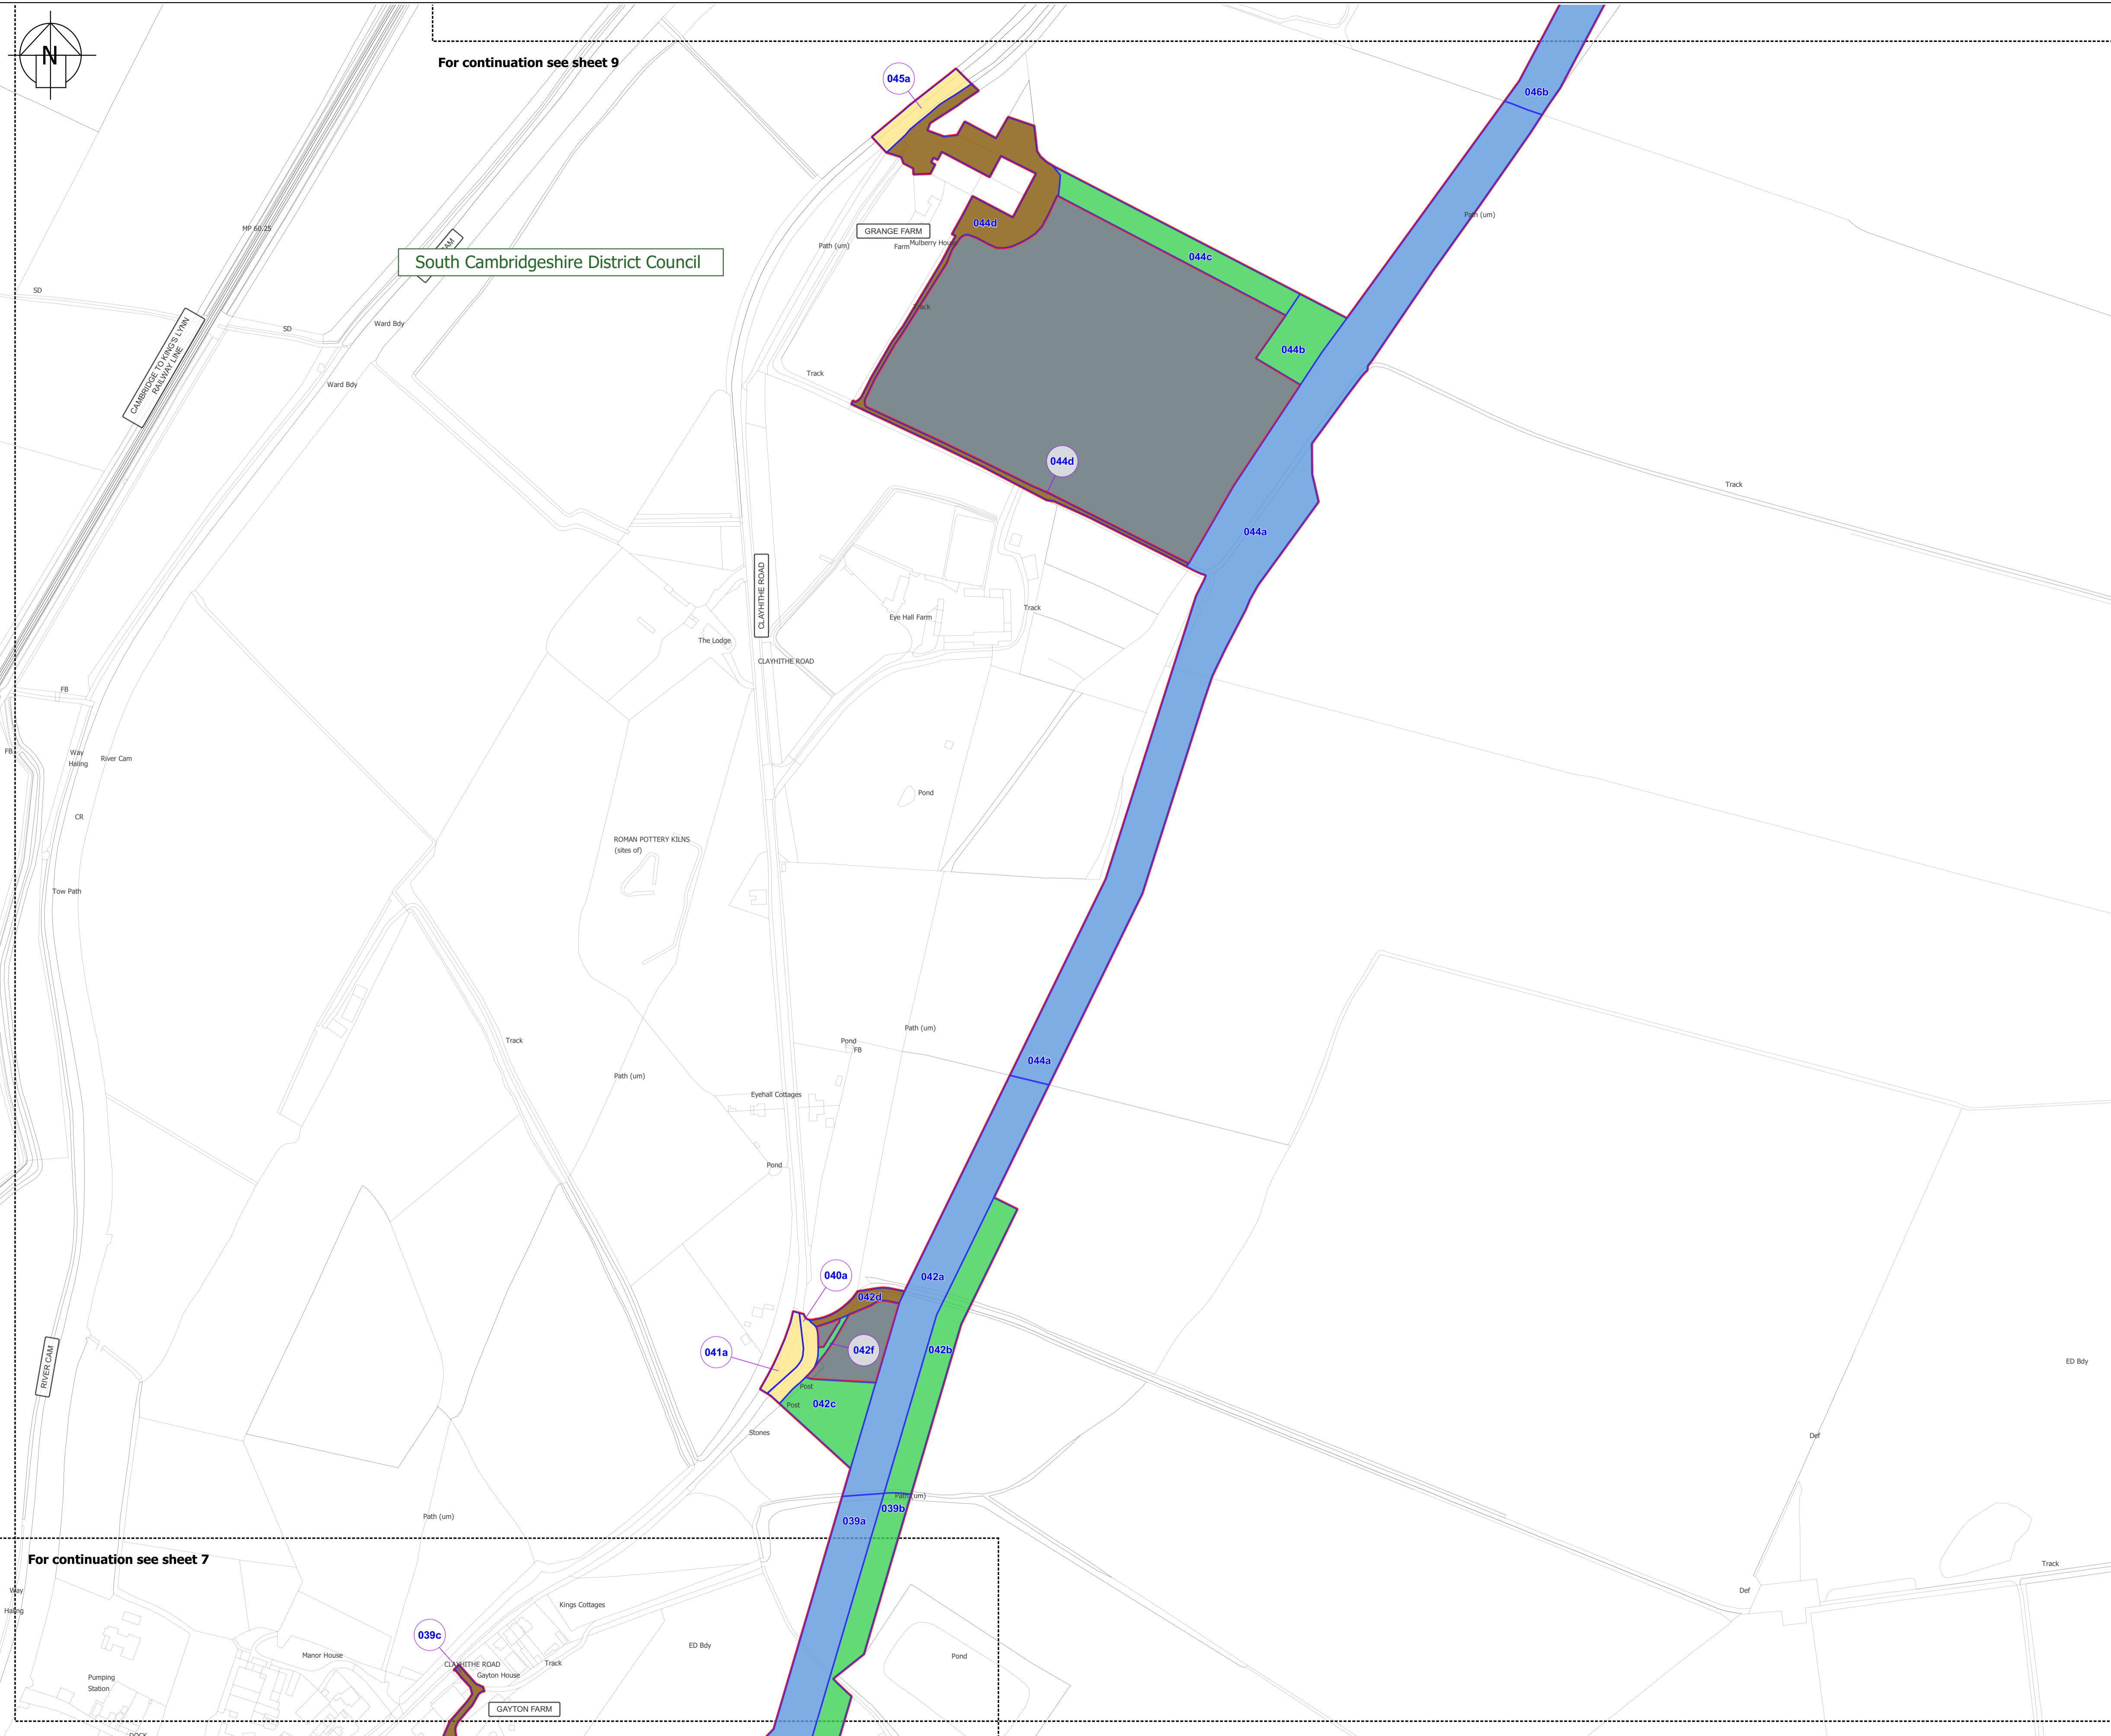 N
For continuation see sheet 9
045a
046b
MP 60.25
GRANGE FARM
Path (um)
Farm
Mulberry House
044d
Path (um)
South Cambridgeshire District Council
044c
SD
SD
Ward Bdy
Track
CAMBRIDGE TO KING'S LYNN
RAILWAY LINE
044b
Ward Bdy
Track
044d
Track
044a
CLAYHITHE ROAD
Track
Eye Hall Farm
The Lodge
CLAYHITHE ROAD
FB
FB
Way
Haling
River Cam
Pond
CR
ROMAN POTTERY KILNS
(sites of)
Tow Path
Path (um)
Track
Pond
FB
044a
Path (um)
Eyehall Cottages
Pond
040a
042a
042d
041a
042f
042b
RIVER CAM
ED Bdy
Post
Post
042c
Stones
Def
Path (um)
039b
039a
Path (um)
For continuation see sheet 7
Track
Def
Way
Haling
Kings Cottages
039c
ED Bdy
Manor House
Pond
CLAYHITHE ROAD
Track
Gayton House
Pumping
Station
GAYTON FARM
DOCK